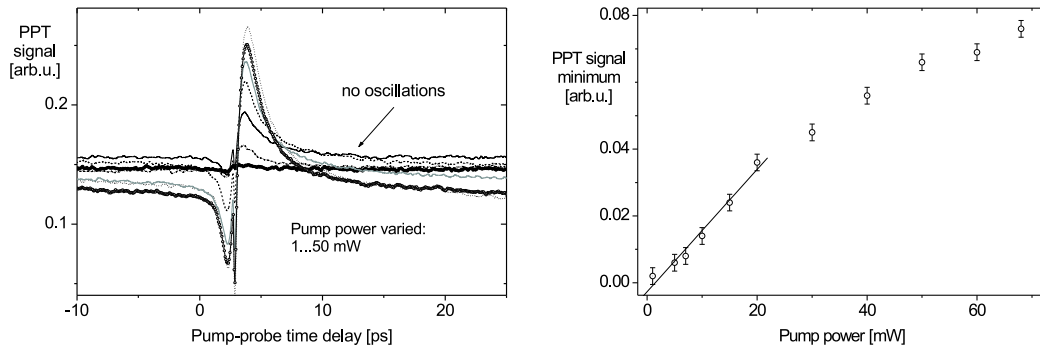 PPT
signal
[arb.u.]
0.2
0.1
no oscillations
Pump power varied:
1...50 mW
-10
0
10
20
Pump-probe time delay [ps]
PPT signal
minimum
[arb.u.]
0.08
0.06
0.04
0.02
0.00
0
20
40
60
Pump power [mW]